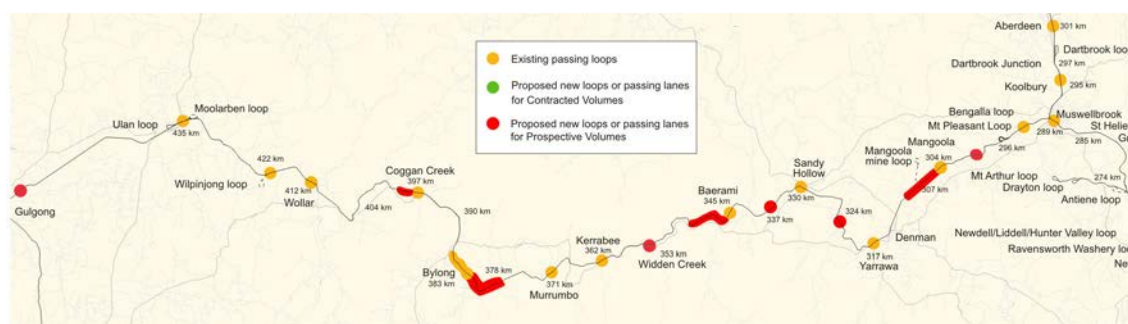 Existing passing loops
Proposed new loops or passing lanes
for Contracted Volumes
Proposed new loops or passing lanes
for Prospective Volumes
Gulgong
Ulan loop
435 km
Moolarben loop
422 km
Wilpinjong loop
412 km
Wollar
404 km
Coggan Creek
397 km
390 km
Bylong
383 km
378 km
Murrumbo
371 km
Kerrabee
362 km
353 km
Widden Creek
Baerami
345 km
337 km
Sandy
Hollow
330 km
324 km
317 km
Yarrawa
Denman
307 km
Mangoola
mine loop
Mangoola
304 km
Mt Pleasant Loop
Bengalla loop
296 km
Mt Arthur loop
Drayton loop
Antiene loop
274 km
Newdell/Liddell/Hunter Valley loop
Ravensworth Washery loo
Ne
Aberdeen
301 km
Dartbrook loo
Dartbrook Junction
297 km
Koolbury
295 km
Muswellbrook
289 km
St Helie
285 km
G